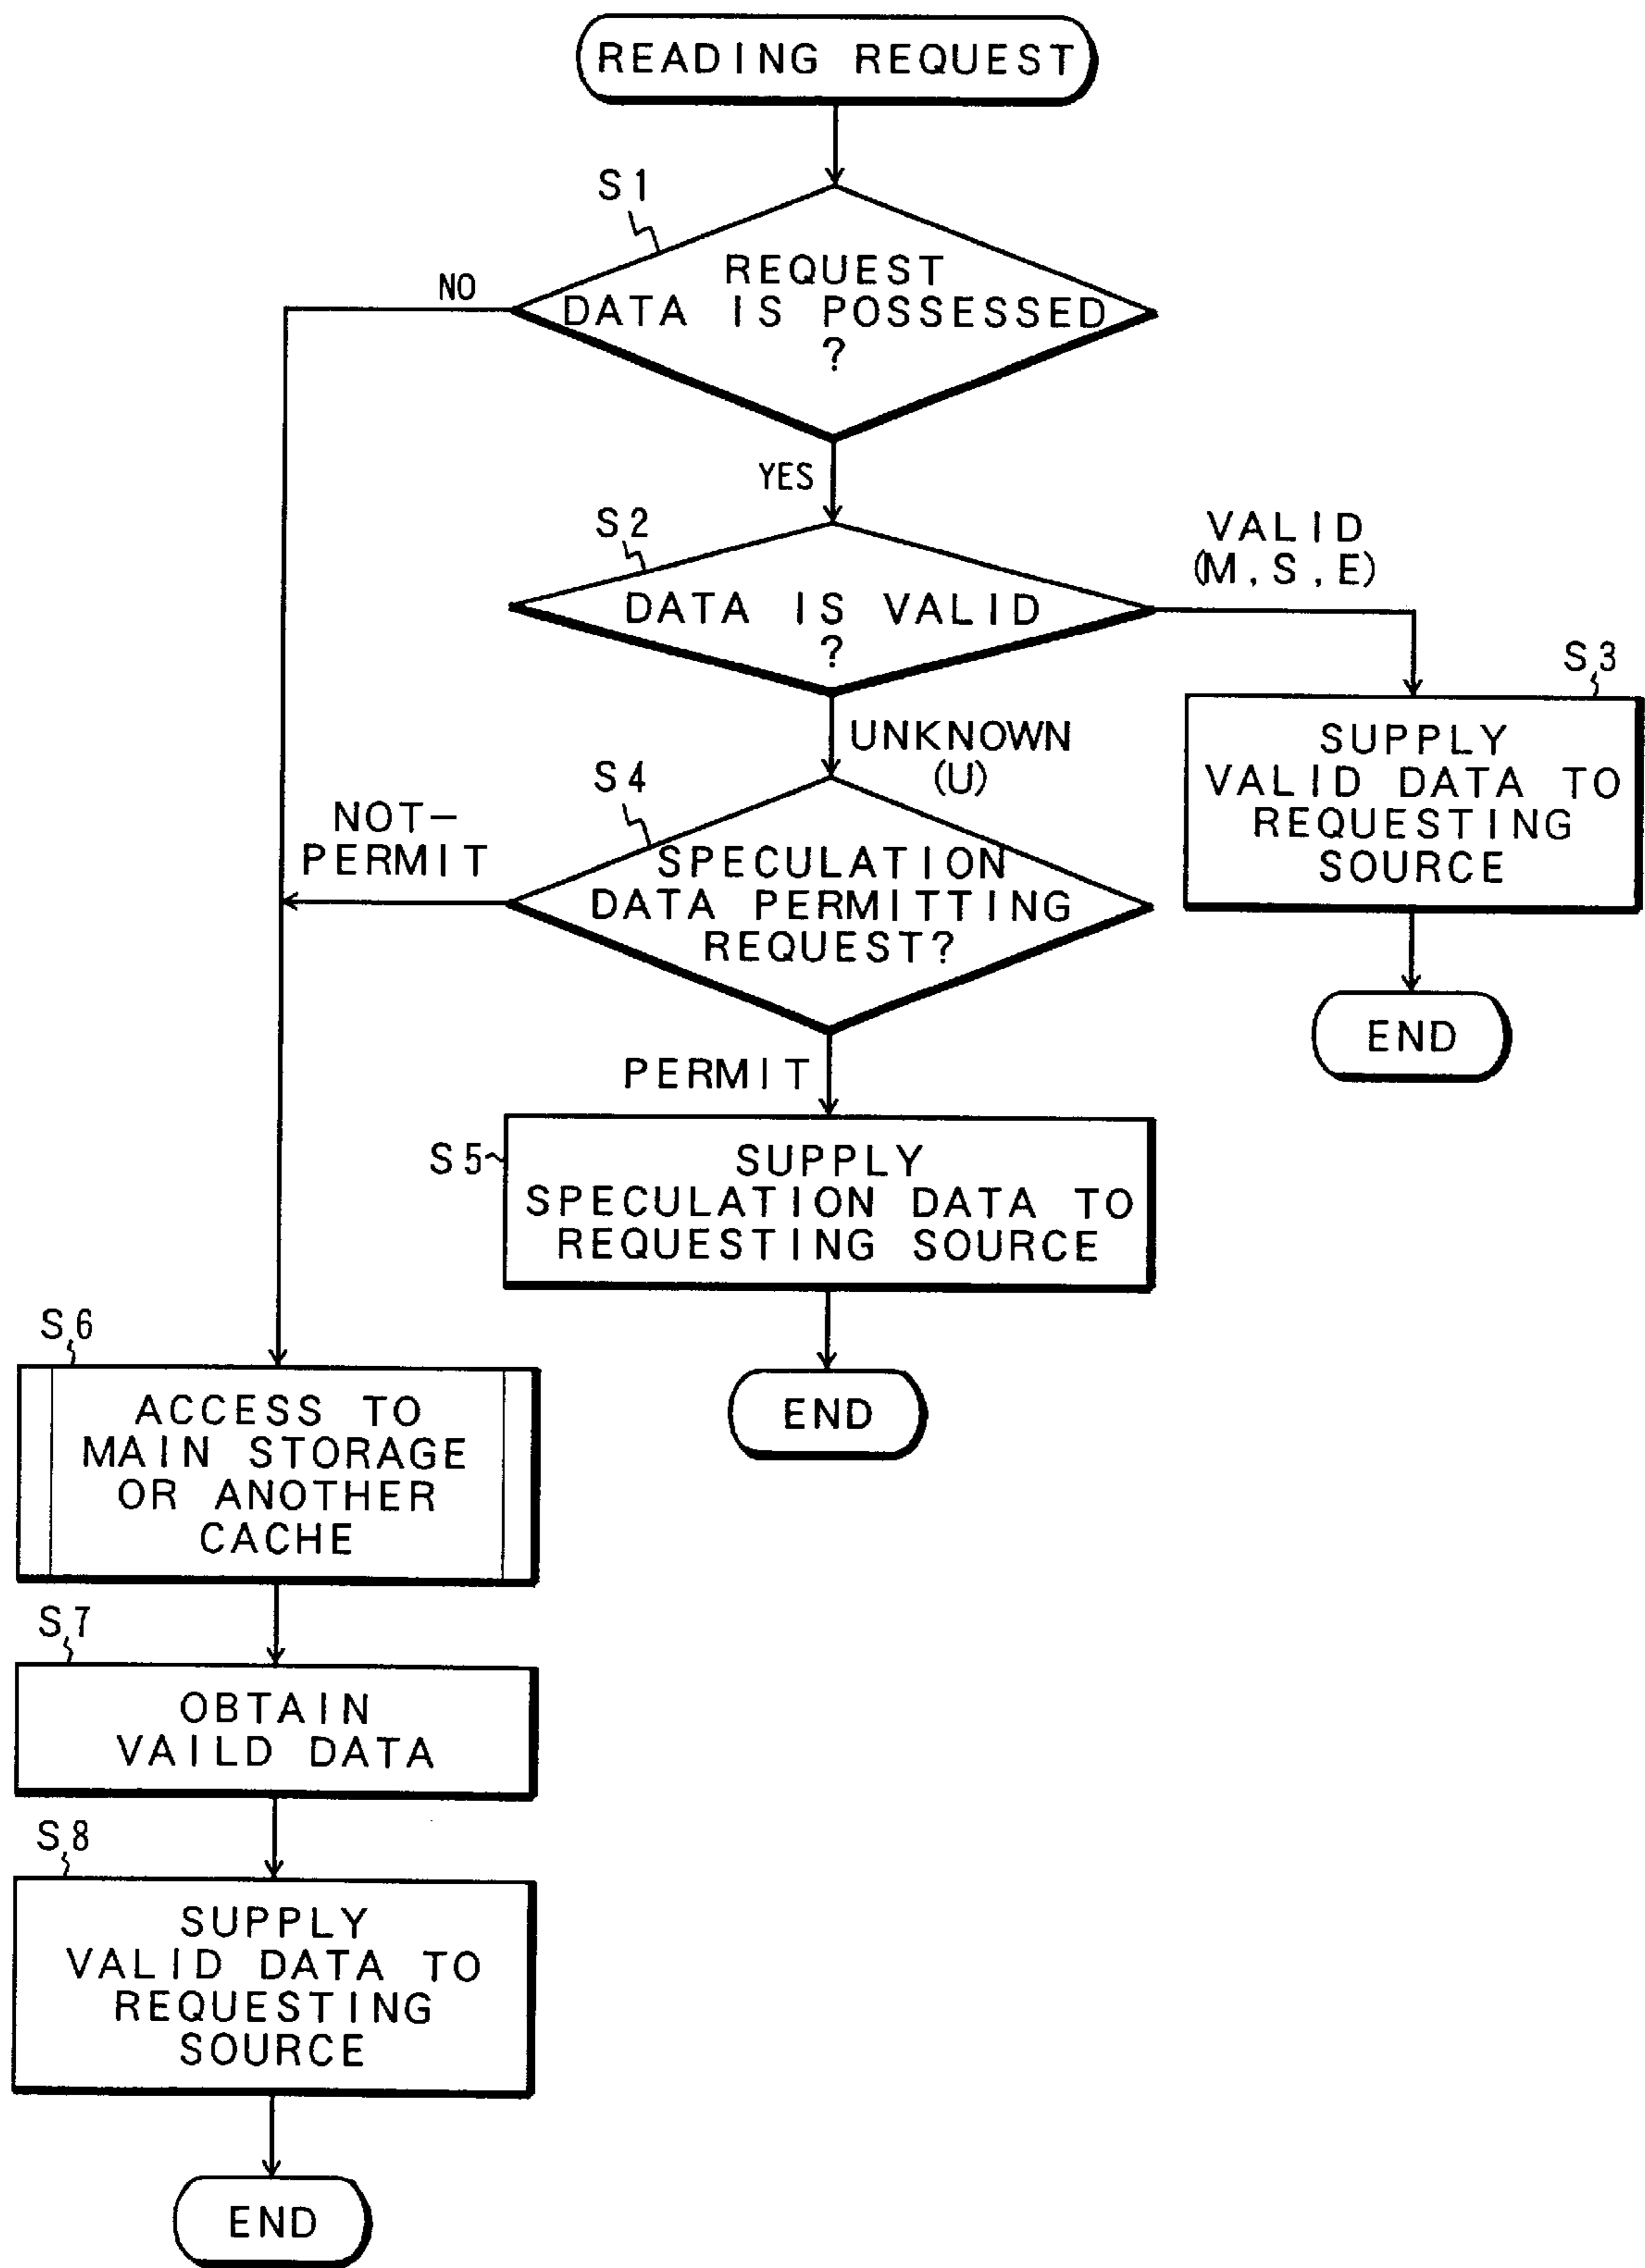 READING REQUEST
S1
REQUEST
DATA IS POSSESSED
?
NO
YES
S2
DATA IS VALID
?
VALID
(M,S,E)
S3
SUPPLY
VALID DATA TO
REQUESTING
SOURCE
END
UNKNOWN
(U)
S4
SPECULATION
DATA PERMITTING
REQUEST?
NOT-
PERMIT
PERMIT
S5
SUPPLY
SPECULATION DATA TO
REQUESTING SOURCE
END
S6
ACCESS TO
MAIN STORAGE
OR ANOTHER
CACHE
S7
OBTAIN
VAILD DATA
S8
SUPPLY
VALID DATA TO
REQUESTING
SOURCE
END